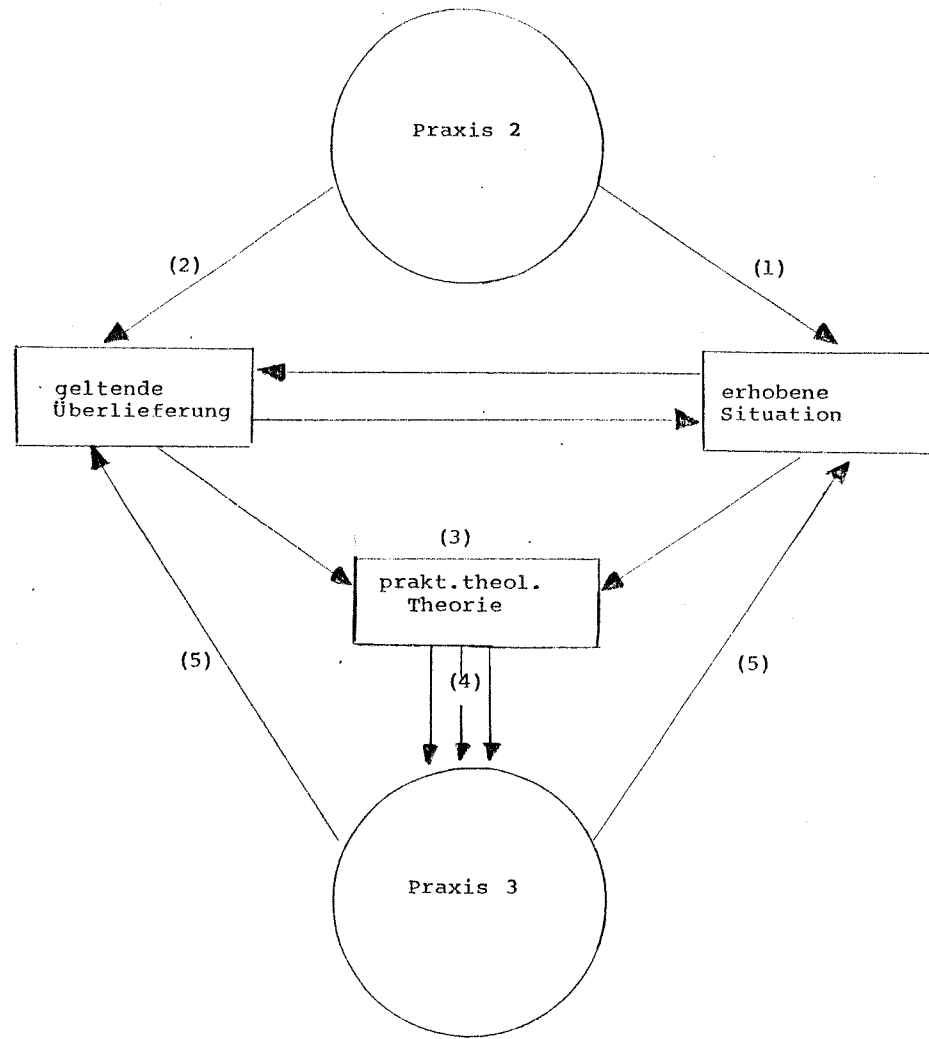 Praxis 2
(2)
(1)
geltende
Überlieferung
erhobene
Situation
(3)
prakt.theol.
Theorie
(5)
(4)
(5)
Praxis 3